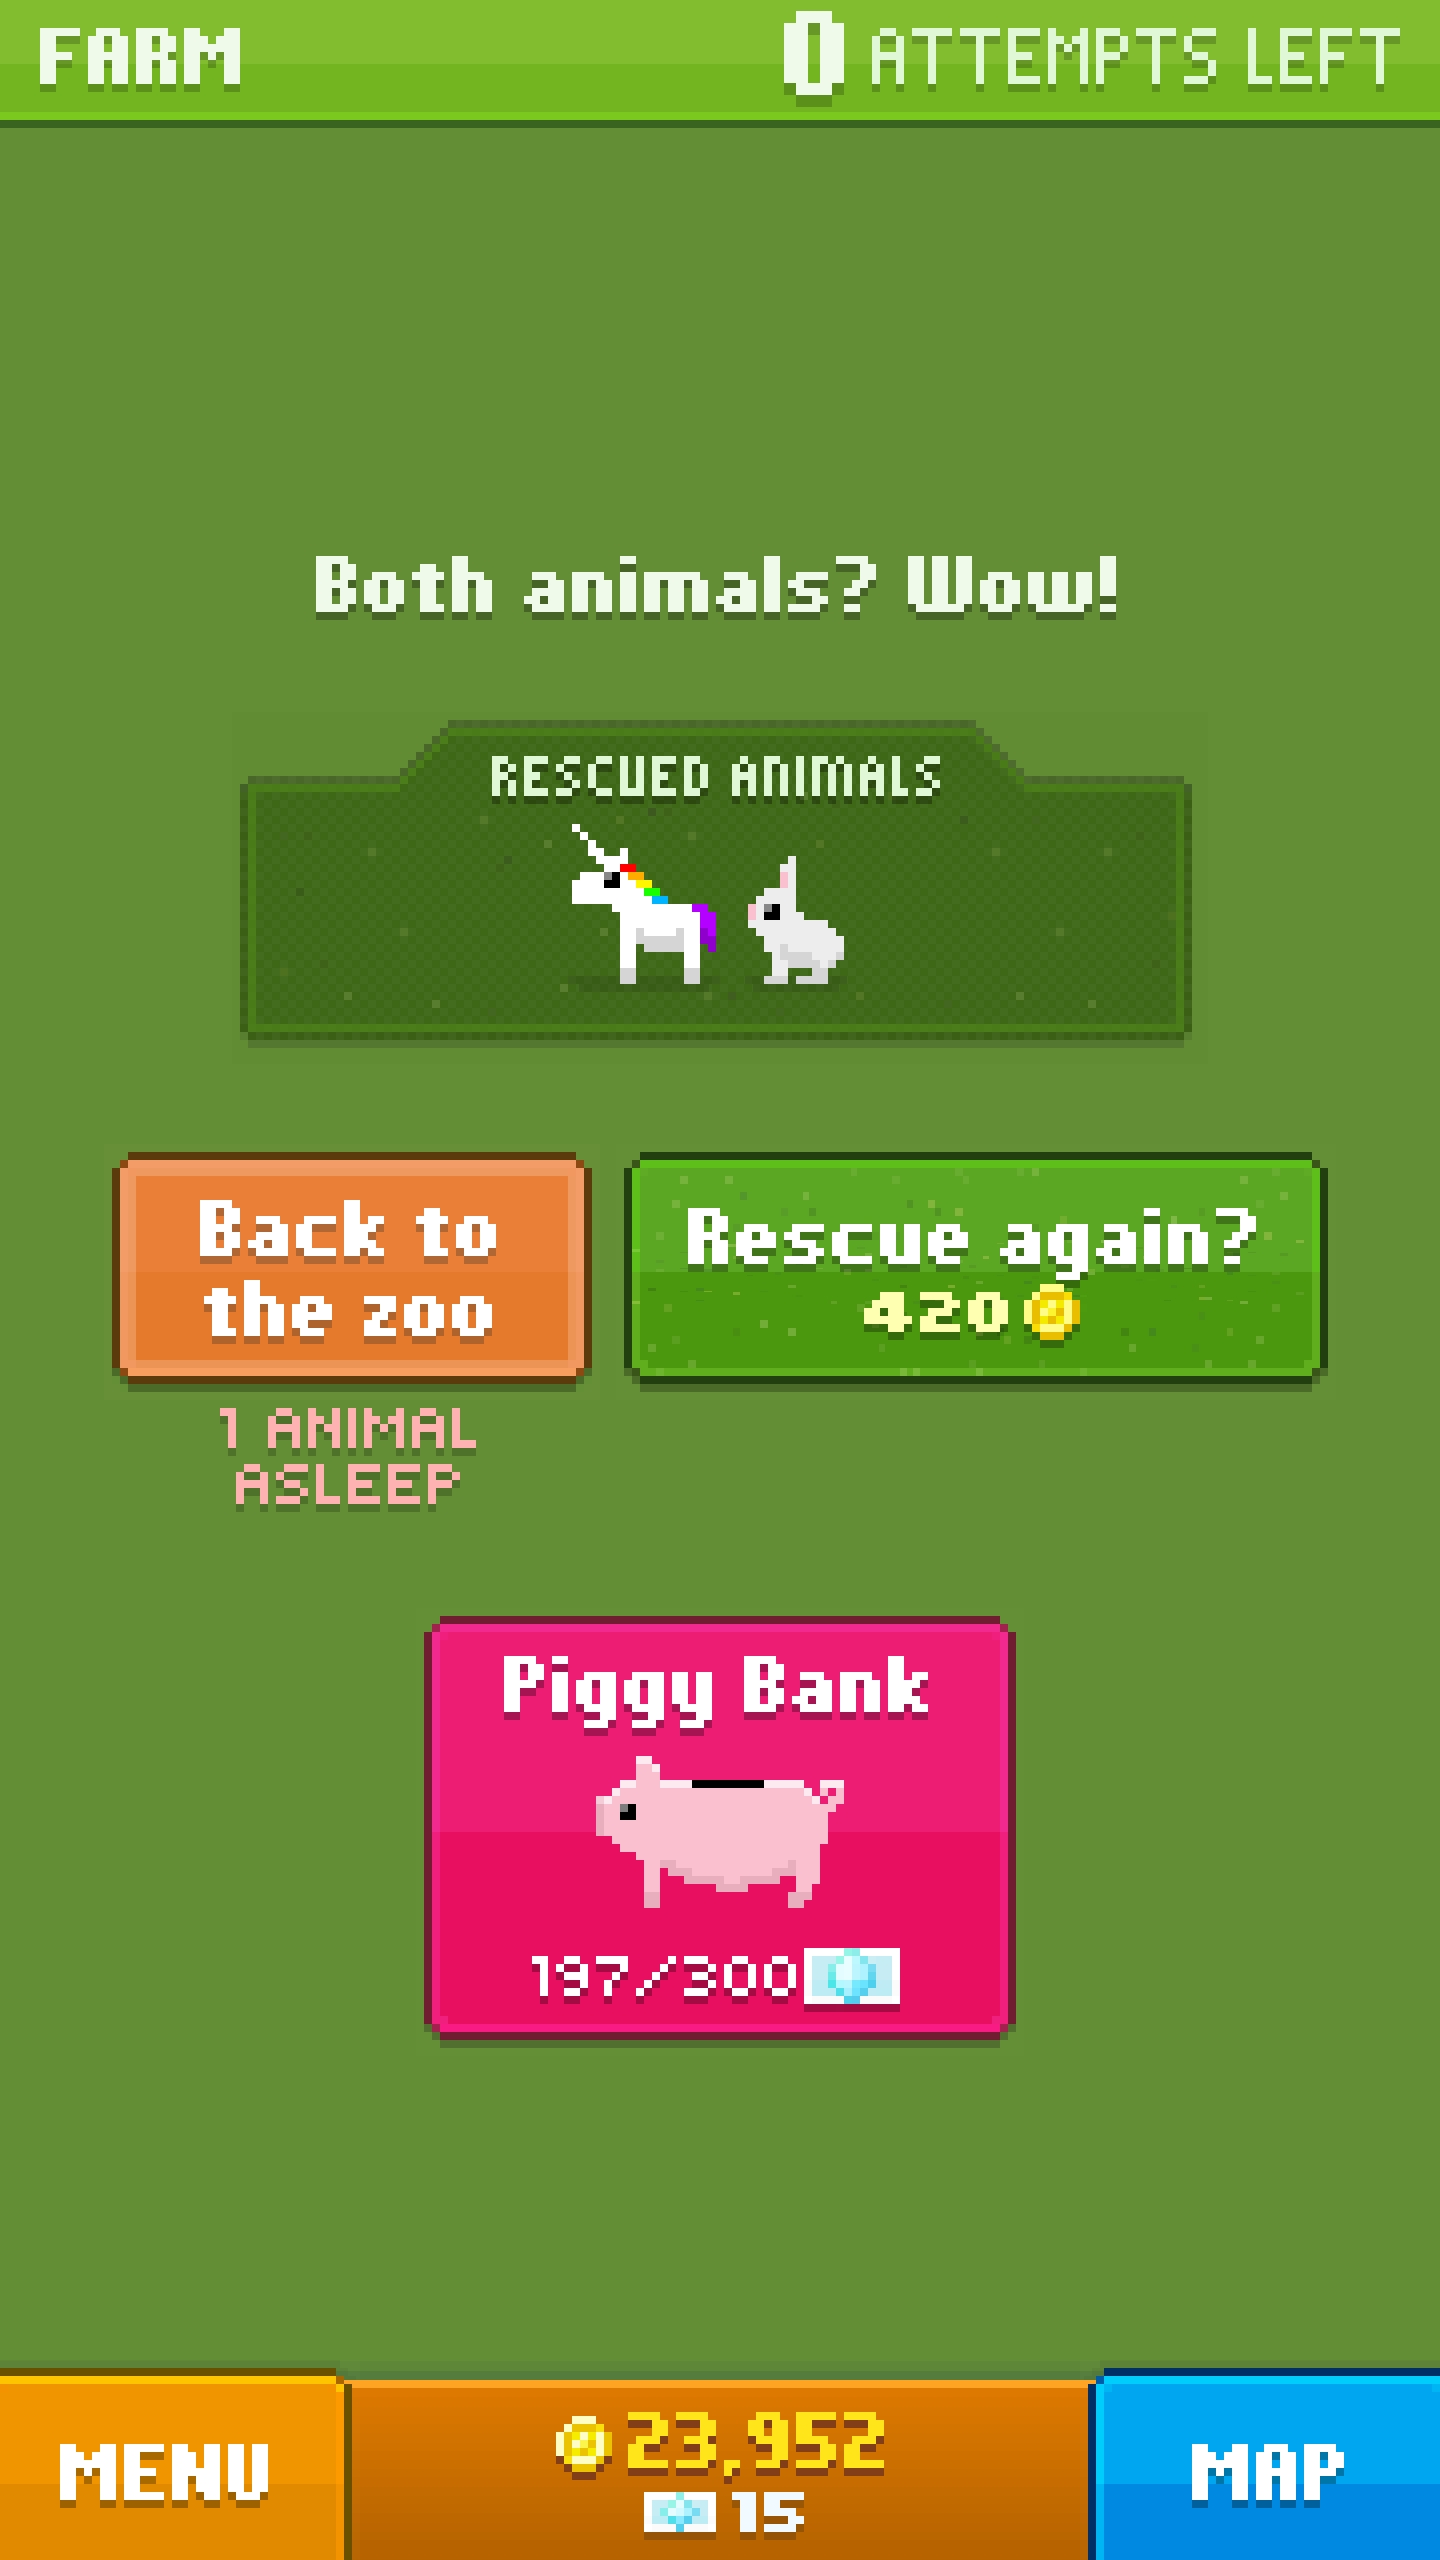 FARM
0 ATTEMPTS LEFT
Both animals? Wow!
RESCUED ANIMALS
Back to
the zoo
Rescue again?
420
1 ANIMAL
ASLEEP
Piggy Bank
197/300
MENU
23,952
15
MAP